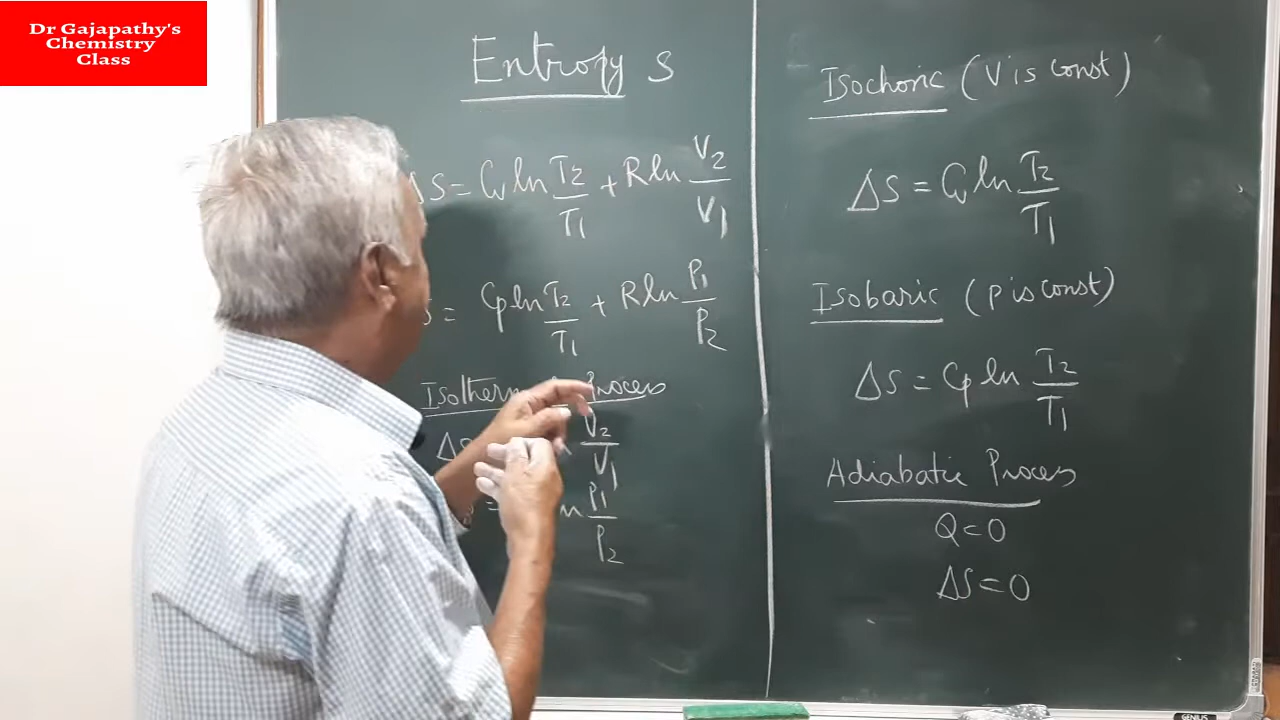 Dr Gajapathy's
Chemistry
Class
Entropy S
ΔS = Cv ln T2/T1 + R ln V2/V1
S = Cp ln T2/T1 + R ln P1/P2
Process
ΔS V2/V1
= n P1/P2
Isochoric (V is const)
ΔS = Cv ln T2/T1
Isobaric (P is const)
ΔS = Cp ln T2/T1
Adiabatic Process
Q=0
ΔS=0
GENIUS